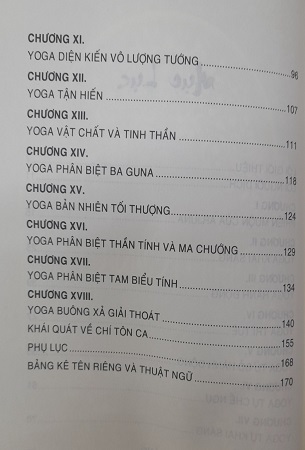 CHƯƠNG XI.
YOGA DIỆN KIẾN VÔ LƯỢNG TƯỚNG 96
CHƯƠNG XII.
YOGA TẬN HIẾN 107
CHƯƠNG XIII.
YOGA VẬT CHẤT VÀ TINH THẦN 111
CHƯƠNG XIV.
YOGA PHÂN BIỆT BA GUNA 118
CHƯƠNG XV.
YOGA BẢN NHIÊN TỐI THƯỢNG 124
CHƯƠNG XVI.
YOGA PHÂN BIỆT THẦN TÍNH VÀ MA CHƯỚNG 129
CHƯƠNG XVII.
YOGA PHÂN BIỆT TAM BIỂU TÍNH 134
CHƯƠNG XVIII.
YOGA BUÔNG XẢ GIẢI THOÁT 140
KHÁI QUÁT VỀ CHÍ TÔN CA 155
PHỤ LỤC 168
BẢNG KÊ TÊN RIÊNG VÀ THUẬT NGỮ 170